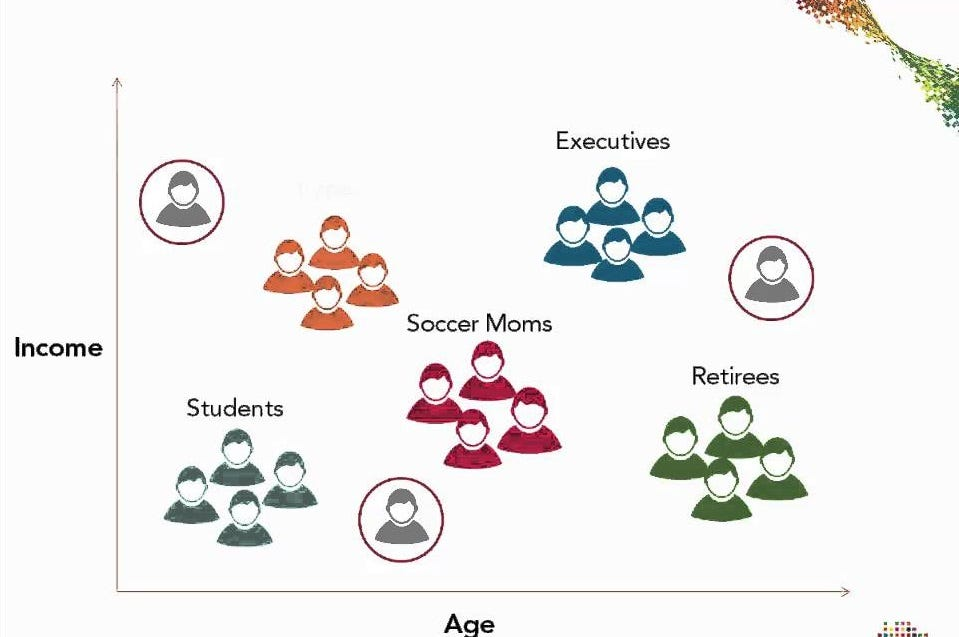 Executives
Soccer Moms
Income
Retirees
Students
Age